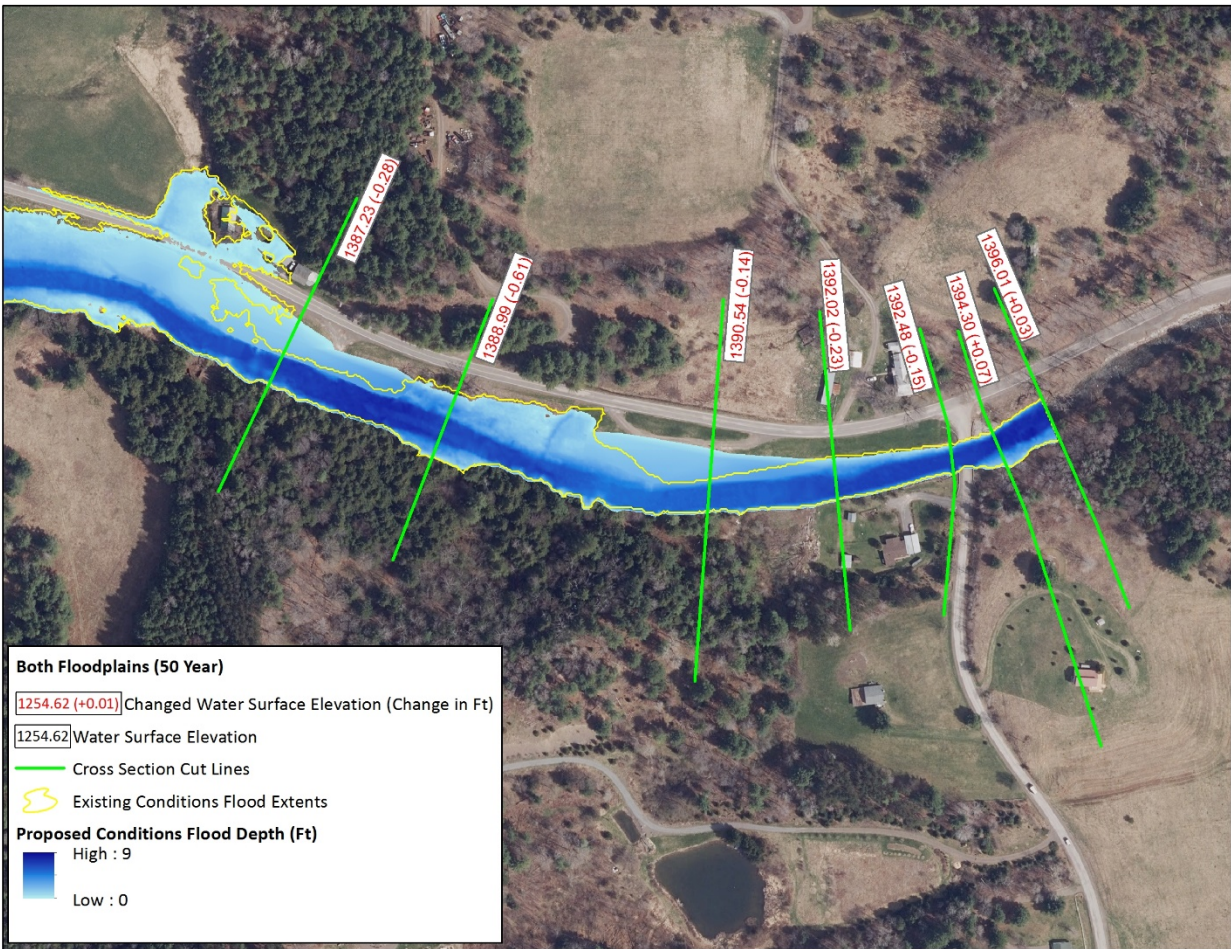 1387.23 (-0.28)
1388.99 (-0.61)
1390.54 (-0.14)
1392.02 (-0.23)
1392.48 (-0.15)
1394.30 (+0.07)
1396.01 (+0.03)
Both Floodplains (50 Year)
1254.62 (+0.01) Changed Water Surface Elevation (Change in Ft)
1254.62 Water Surface Elevation
Cross Section Cut Lines
Existing Conditions Flood Extents
Proposed Conditions Flood Depth (Ft)
High : 9
Low : 0